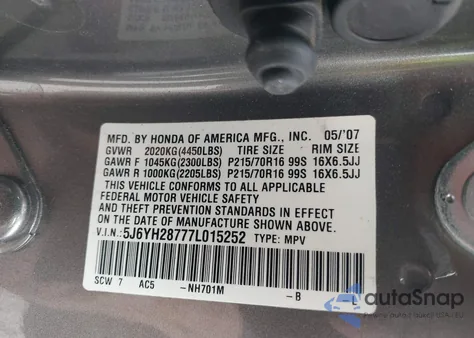 MFD. BY HONDA OF AMERICA MFG., INC. 05/'07
GVWR 2020KG(4450LBS) TIRE SIZE RIM SIZE
GAWR F 1045KG(2300LBS) P215/70R16 99S 16X6.5JJ
GAWR R 1000KG(2205LBS) P215/70R16 99S 16X6.5JJ
THIS VEHICLE CONFORMS TO ALL APPLICABLE
FEDERAL MOTOR VEHICLE SAFETY
AND THEFT PREVENTION STANDARDS IN EFFECT
ON THE DATE OF MANUFACTURE SHOWN ABOVE.
V.I.N.: 5J6YH28777L015252 TYPE: MPV
SCW 7 AC5 -NH701M -B L
autoSnap